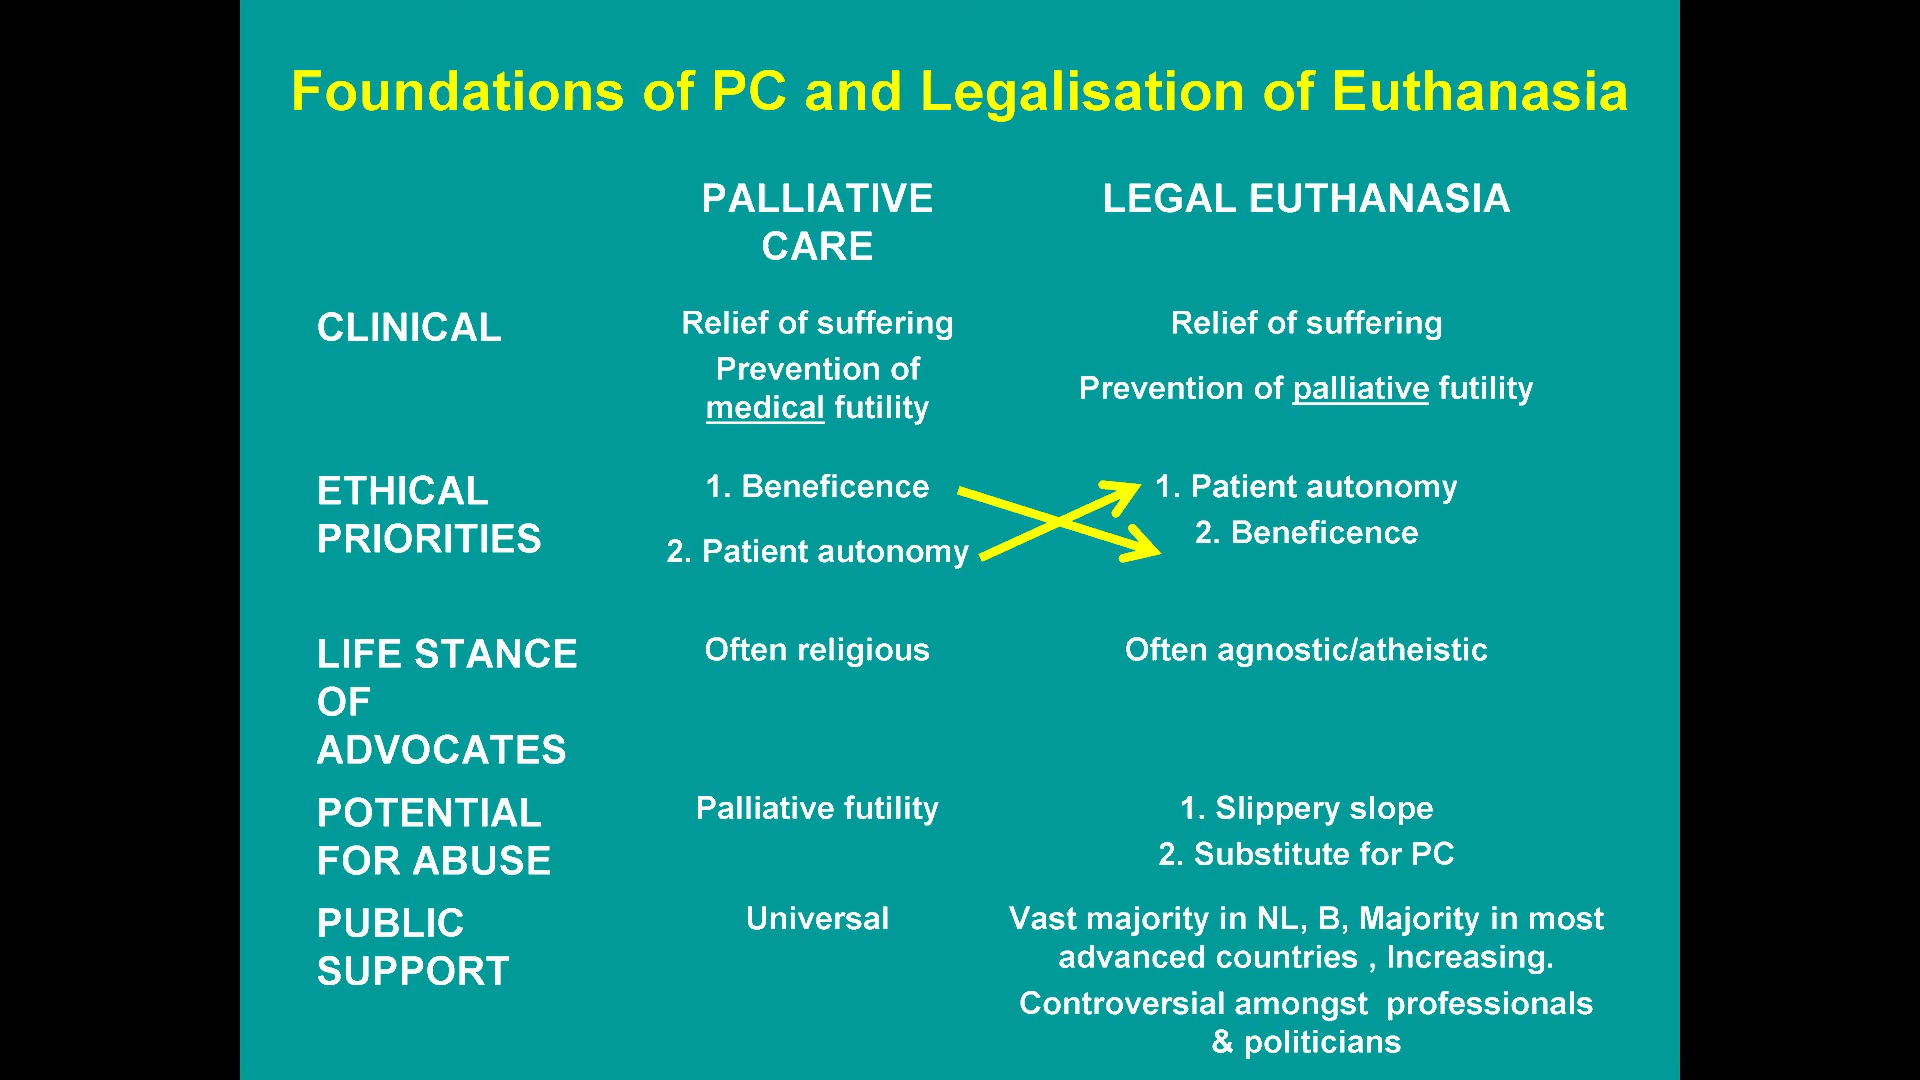 Foundations of PC and Legalisation of Euthanasia
PALLIATIVE
CARE
LEGAL EUTHANASIA
CLINICAL
Relief of suffering
Prevention of
medical futility
Relief of suffering
Prevention of palliative futility
ETHICAL
PRIORITIES
1. Beneficence
2. Patient autonomy
1. Patient autonomy
2. Beneficence
LIFE STANCE
OF
ADVOCATES
Often religious
Often agnostic/atheistic
POTENTIAL
FOR ABUSE
Palliative futility
1. Slippery slope
2. Substitute for PC
PUBLIC
SUPPORT
Universal
Vast majority in NL, B, Majority in most
advanced countries , Increasing.
Controversial amongst  professionals
& politicians